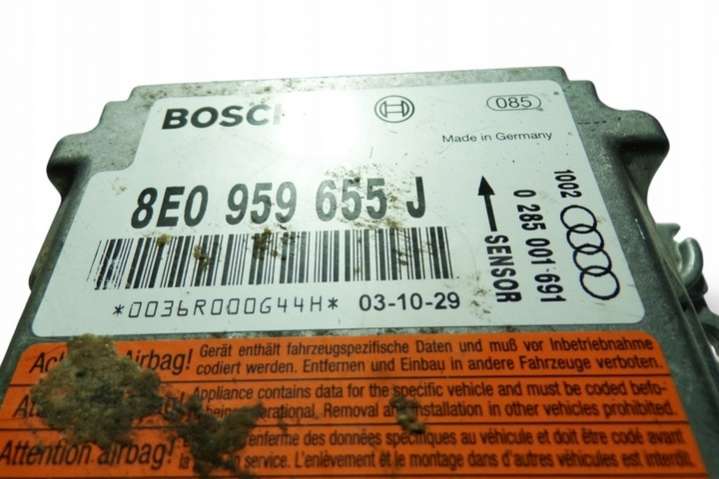 BOSCH
085
Made in Germany
8E0 959 655 J
*0036R000G44H* 03-10-29
SENSOR
0 285 001 691
1002
Airbag! Gerät enthält fahrzeugspezifische Daten und muß vor Inbetriebnahme
codiert werden. Entfernen und Einbau in andere Fahrzeuge verboten.
Appliance contains data for the specific vehicle and must be coded befo-
operational, Removal and installation in other vehicles prohibited.
Attention airbag! renferme des données spécifiques au véhicule et doit être codé avant
la en service. L'enlèvement et le montage dans d'autres véhicules est interdit.